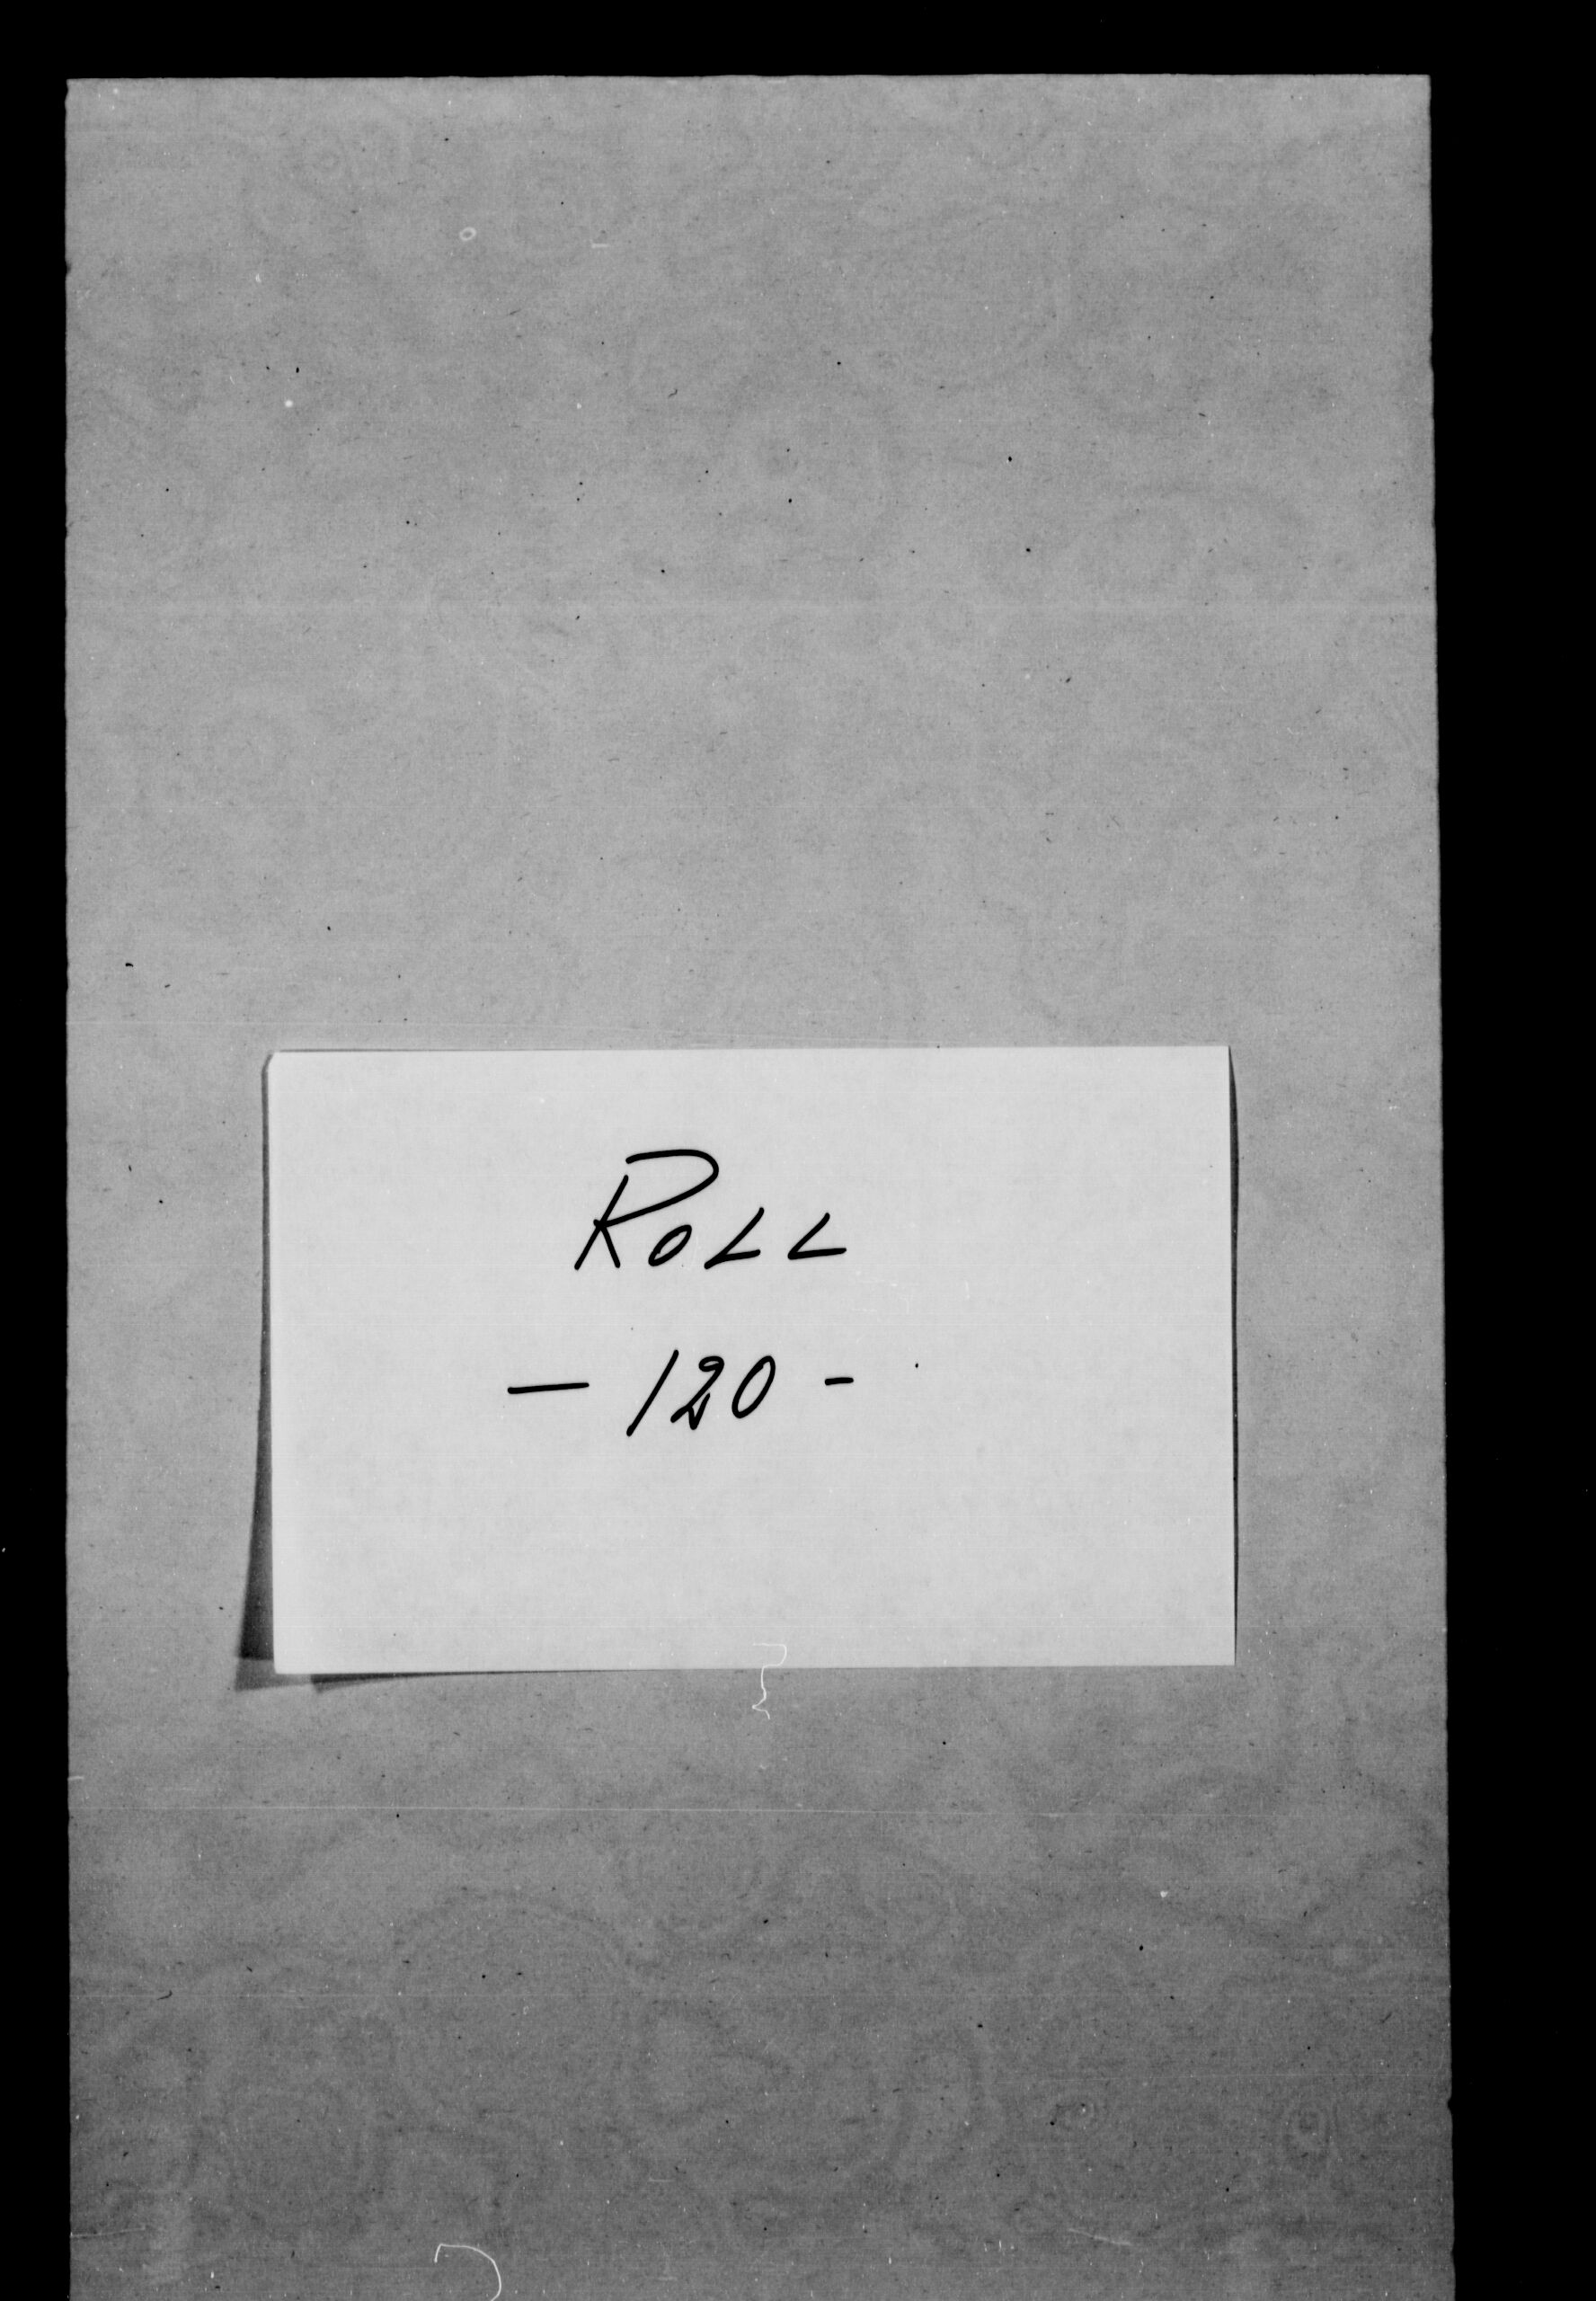 Roll
— 120 -